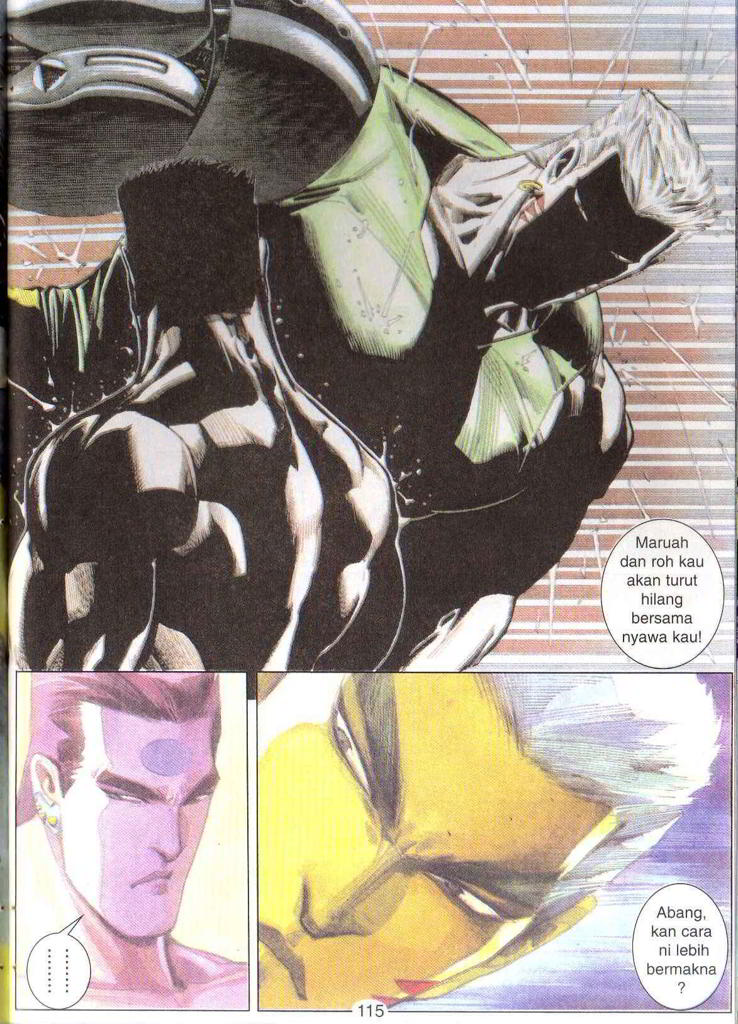 Maruah
dan roh kau
akan turut
hilang
bersama
nyawa kau!
Abang,
kan cara
ni lebih
bermakna
?
115